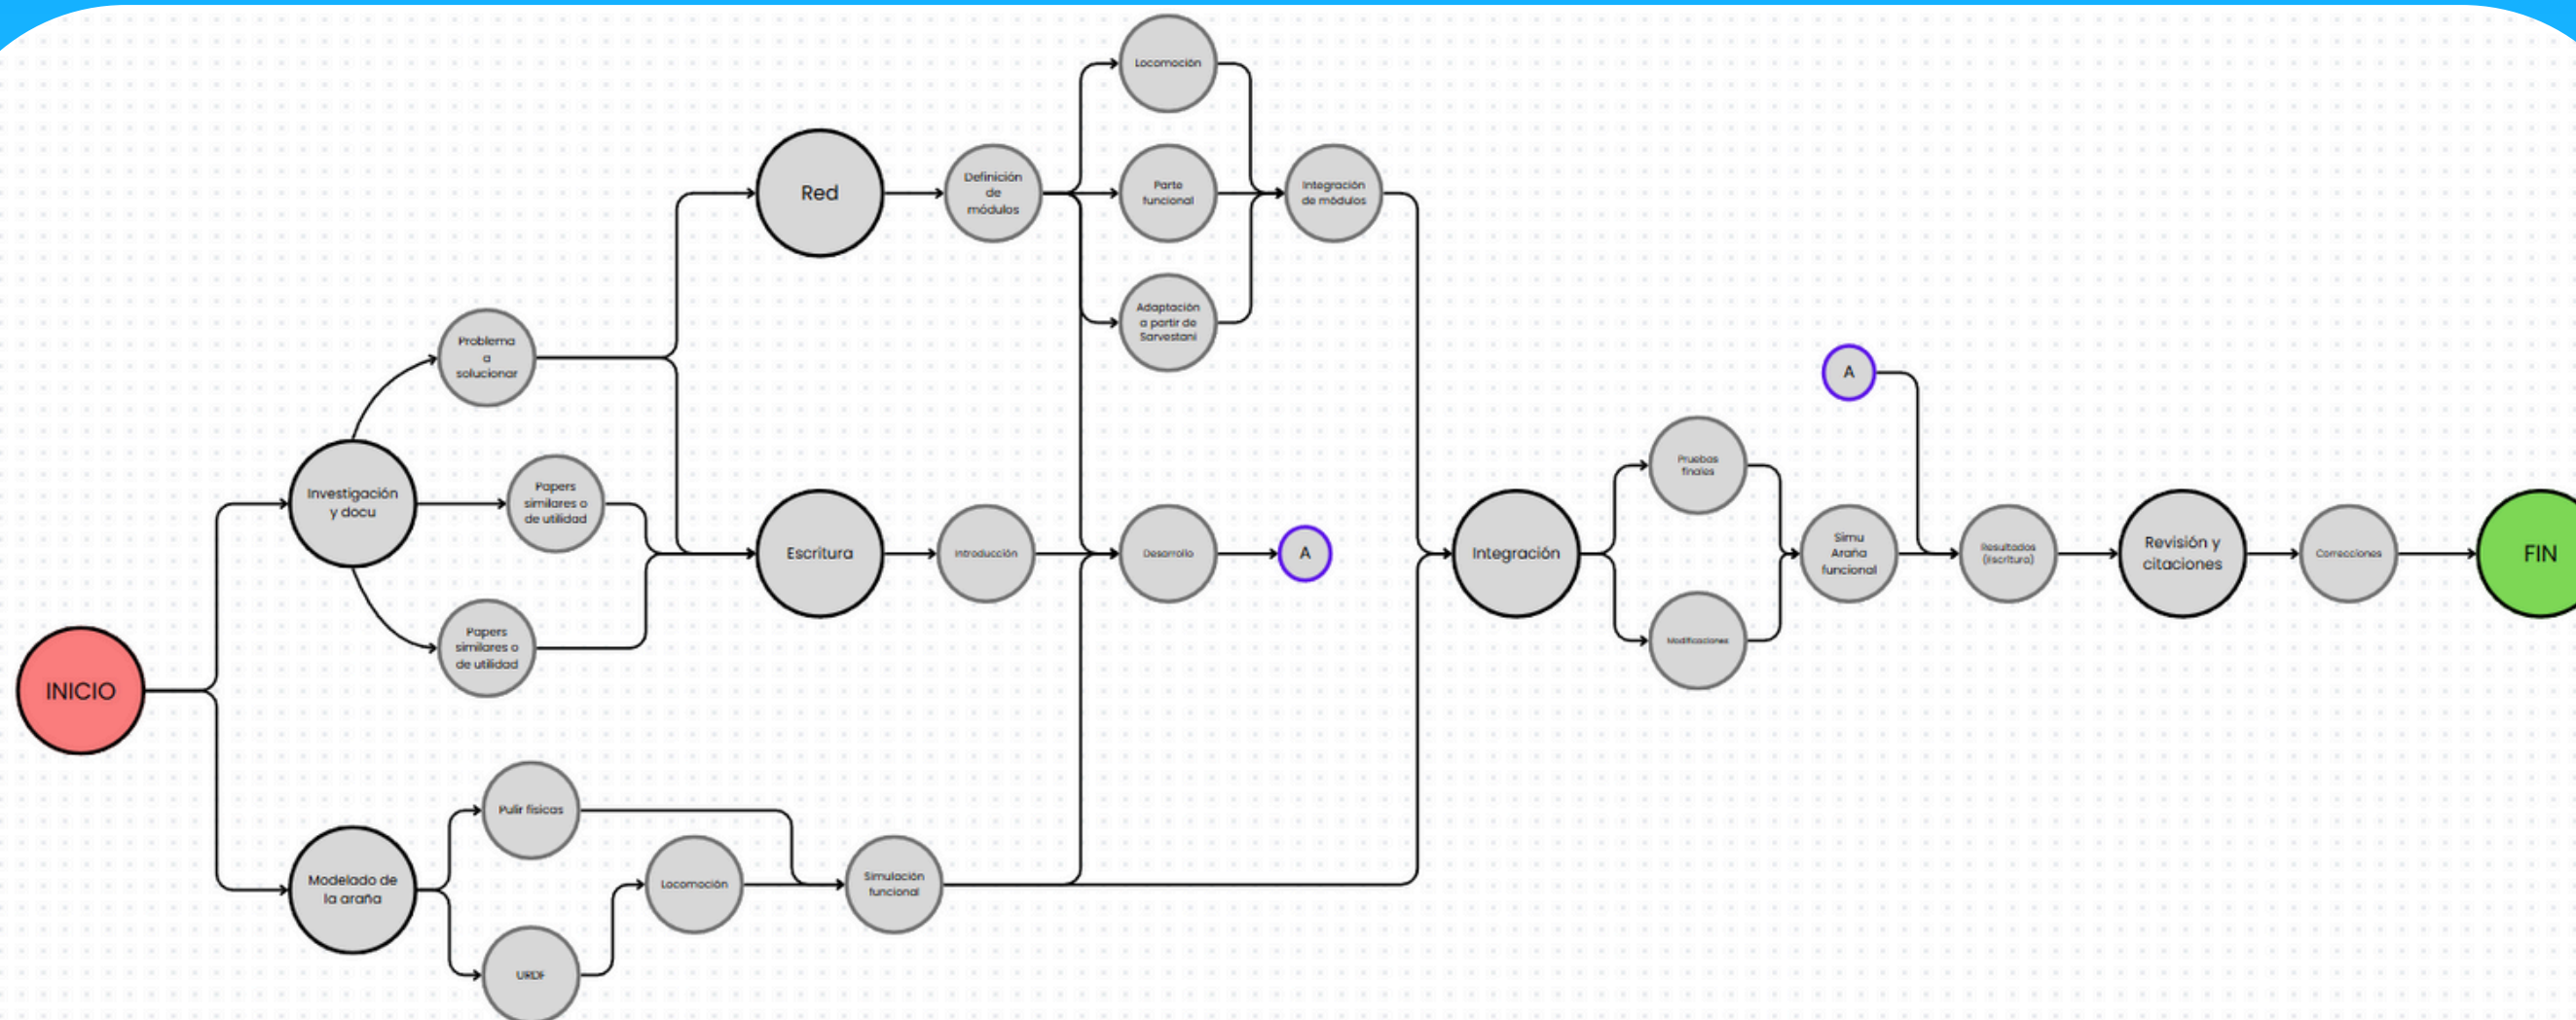 Locomoción
Red
Definición
de
módulos
Parte
funcional
Integración
de módulos
Adaptación
a partir de
Sarvestani
Problema
a
solucionar
A
Investigación
y docu
Papers
similares o
de utilidad
Pruebas
finales
Escritura
Introducción
Desarrollo
A
Integración
Simu
Araña
funcional
Resultados
(Escritura)
Revisión y
citaciones
Correcciones
FIN
Papers
similares o
de utilidad
Modificaciones
INICIO
Pulir físicas
Modelado de
la araña
Locomoción
Simulación
funcional
URDF